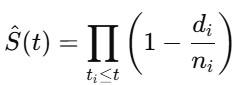 Ŝ(t) = ∏_{t_i ≤ t} (1 − d_i/n_i)